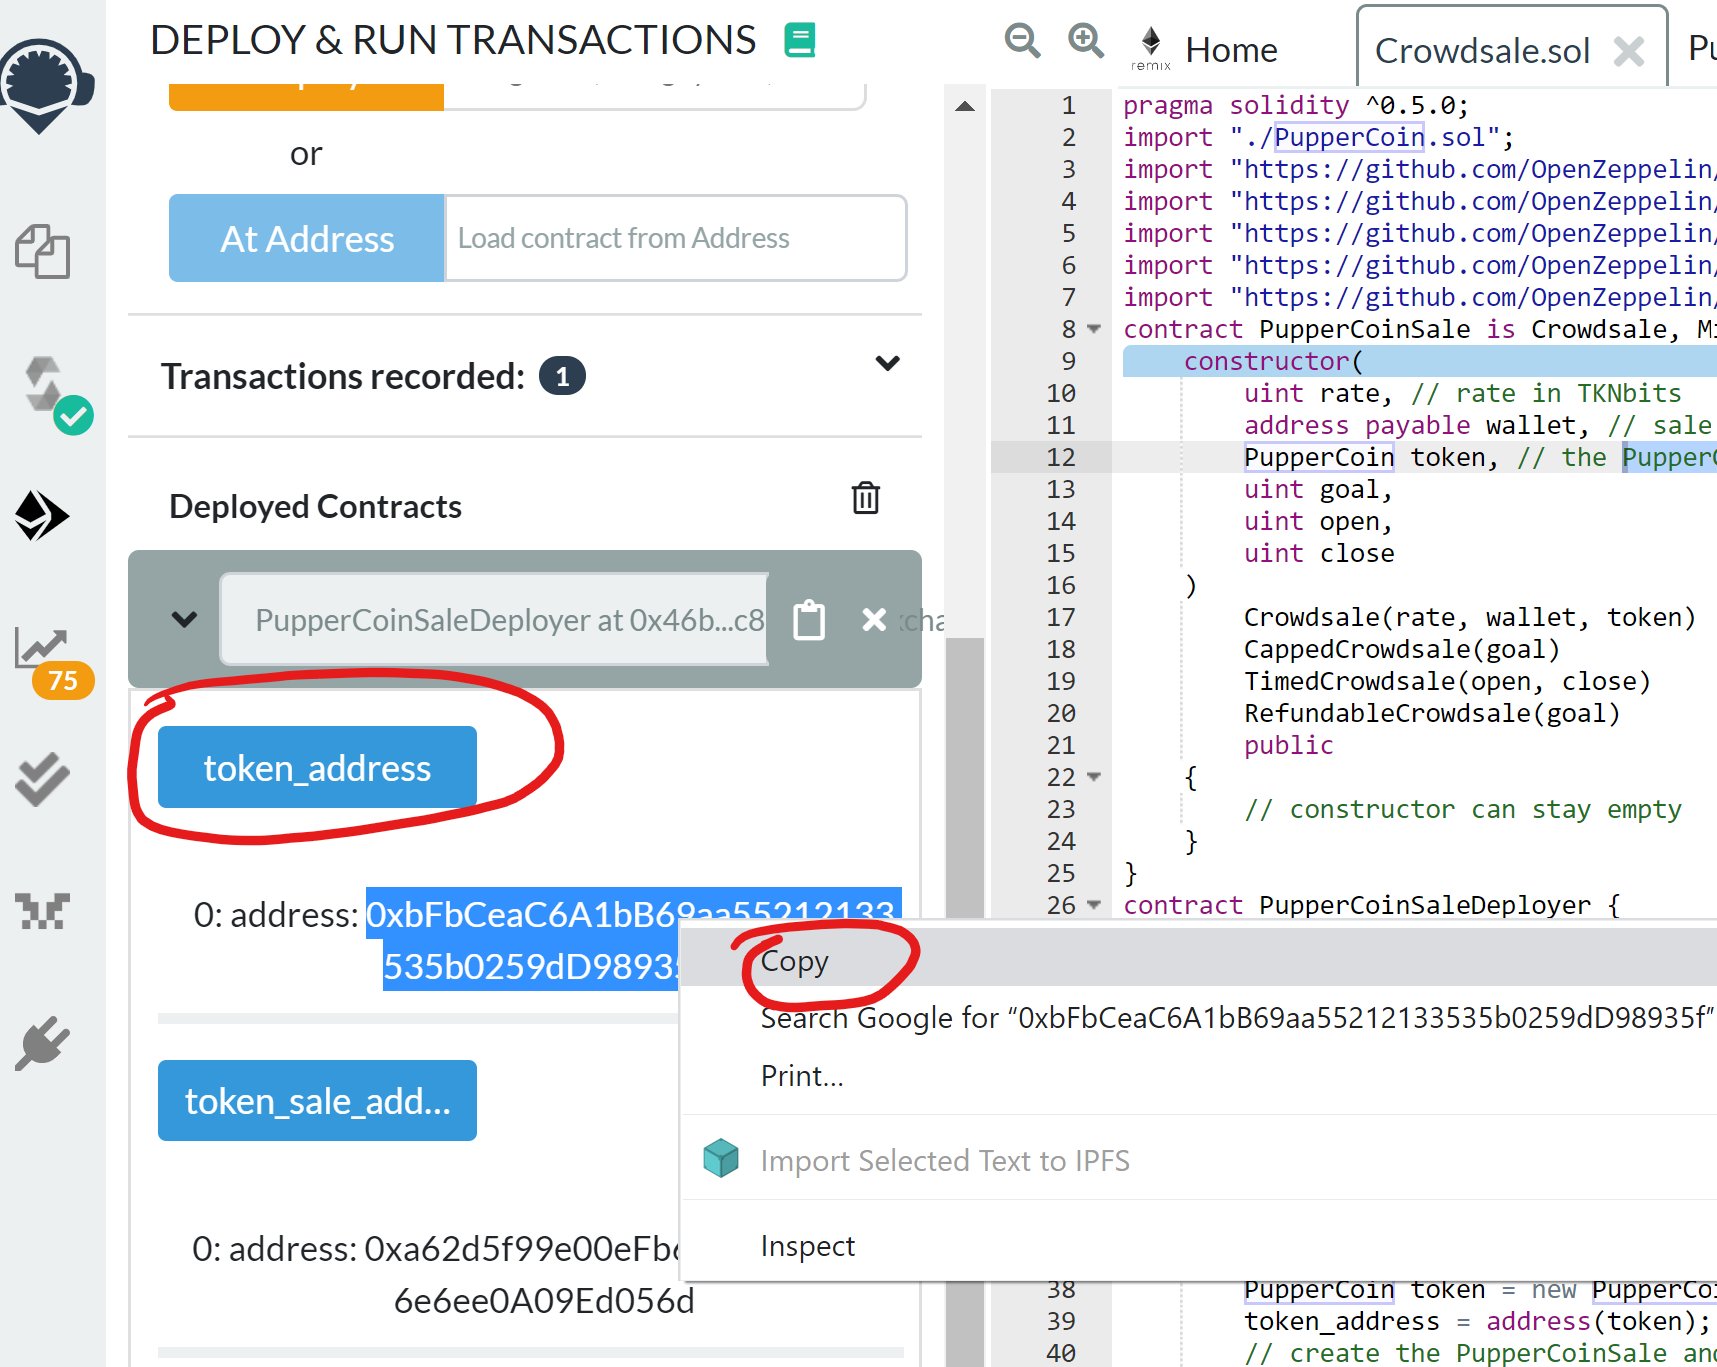 DEPLOY & RUN TRANSACTIONS
or
At Address
Load contract from Address
Transactions recorded: 1
Deployed Contracts
PupperCoinSaleDeployer at 0x46b...c8
75
token_address
0: address: 0xbFbCeaC6A1bB69aa55212133
535b0259dD98935
token_sale_add...
0: address: 0xa62d5f99e00eFb
6e6ee0A09Ed056d
Copy
Search Google for “0xbFbCeaC6A1bB69aa55212133535b0259dD98935f”
Print...
Import Selected Text to IPFS
Inspect
remix
Home
Crowdsale.sol
1 pragma solidity ^0.5.0;
2 import "./PupperCoin.sol";
3 import "https://github.com/OpenZeppelin/
4 import "https://github.com/OpenZeppelin/
5 import "https://github.com/OpenZeppelin/
6 import "https://github.com/OpenZeppelin/
7 import "https://github.com/OpenZeppelin/
8 contract PupperCoinSale is Crowdsale, Mi
9 constructor(
10 uint rate, // rate in TKNbits
11 address payable wallet, // sale
12 PupperCoin token, // the Pupper
13 uint goal,
14 uint open,
15 uint close
16 )
17 Crowdsale(rate, wallet, token)
18 CappedCrowdsale(goal)
19 TimedCrowdsale(open, close)
20 RefundableCrowdsale(goal)
21 public
22 {
23 // constructor can stay empty
24 }
25 }
26 contract PupperCoinSaleDeployer {
38 PupperCoin token = new PupperCoi
39 token_address = address(token);
40 // create the PupperCoinSale and